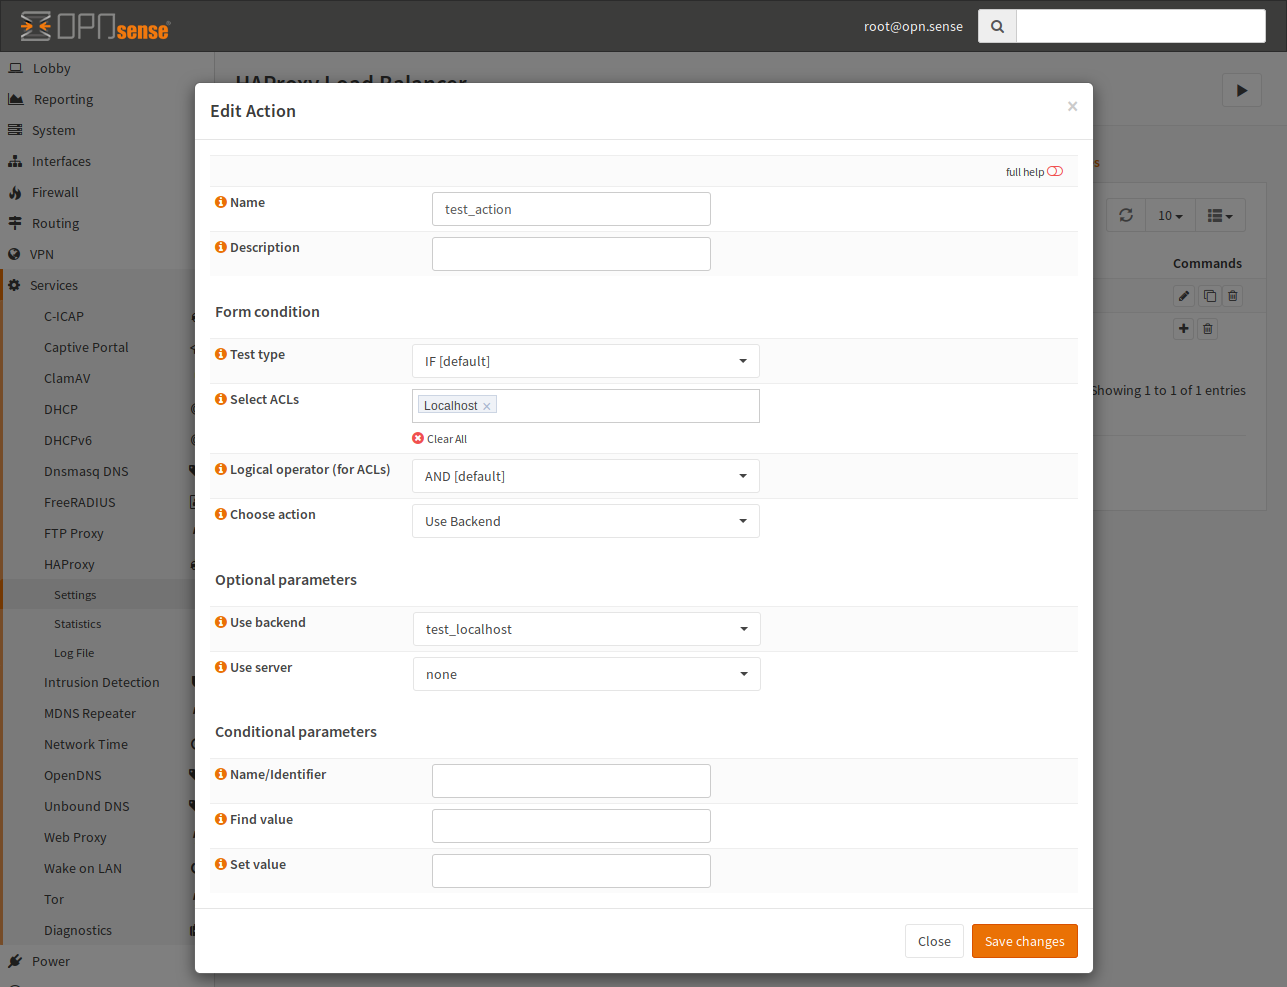 OPNsense
root@opn.sense
Lobby
HAProxy Load Balancer
Reporting
Edit Action
×
System
Interfaces
full help
Firewall
Name
test_action
Routing
10
Description
VPN
Commands
Services
C-ICAP
Form condition
Captive Portal
Test type
IF [default]
ClamAV
Showing 1 to 1 of 1 entries
Select ACLs
Localhost ×
DHCP
DHCPv6
Clear All
Dnsmasq DNS
Logical operator (for ACLs)
AND [default]
FreeRADIUS
Choose action
Use Backend
FTP Proxy
HAProxy
Optional parameters
Settings
Statistics
Use backend
test_localhost
Log File
Use server
none
Intrusion Detection
MDNS Repeater
Conditional parameters
Network Time
OpenDNS
Name/Identifier
Unbound DNS
Find value
Web Proxy
Wake on LAN
Set value
Tor
Diagnostics
Close
Save changes
Power